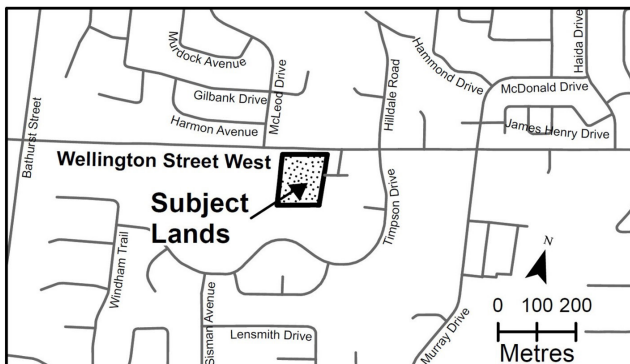 Murdock Avenue
McLeod Drive
Hammond Drive
Haida Drive
Bathurst Street
Gilbank Drive
Hilldale Road
McDonald Drive
Harmon Avenue
James Henry Drive
Wellington Street West
Subject
Lands
Timpson Drive
Windham Trail
N
Sisman Avenue
Lensmith Drive
Murray Drive
0 100 200
Metres